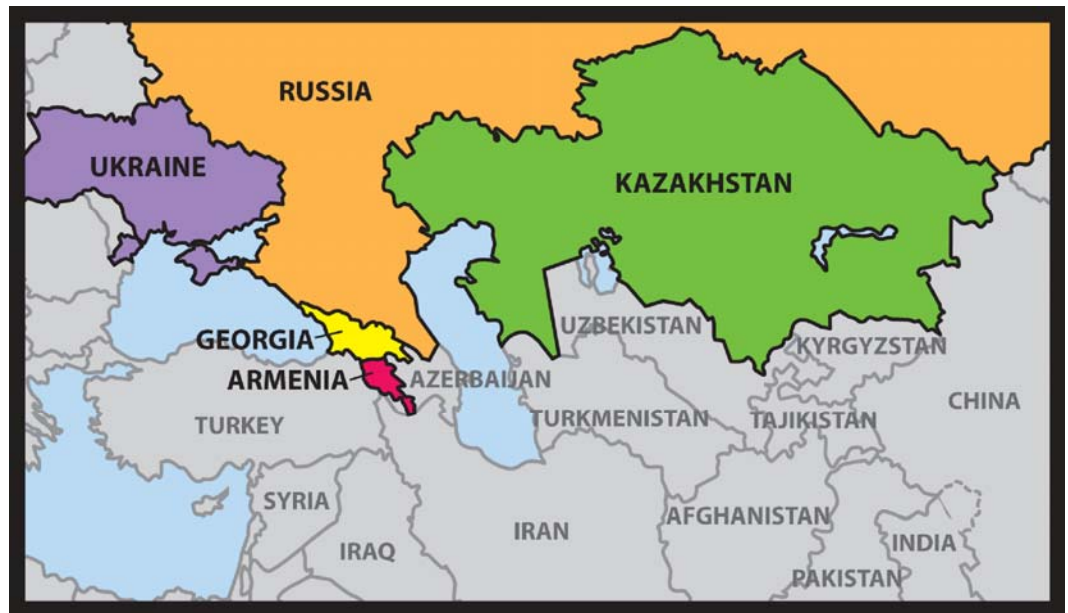 RUSSIA
UKRAINE
KAZAKHSTAN
GEORGIA
UZBEKISTAN
KYRGYZSTAN
ARMENIA
AZERBAIJAN
CHINA
TURKEY
TURKMENISTAN
TAJIKISTAN
SYRIA
IRAN
AFGHANISTAN
IRAQ
INDIA
PAKISTAN